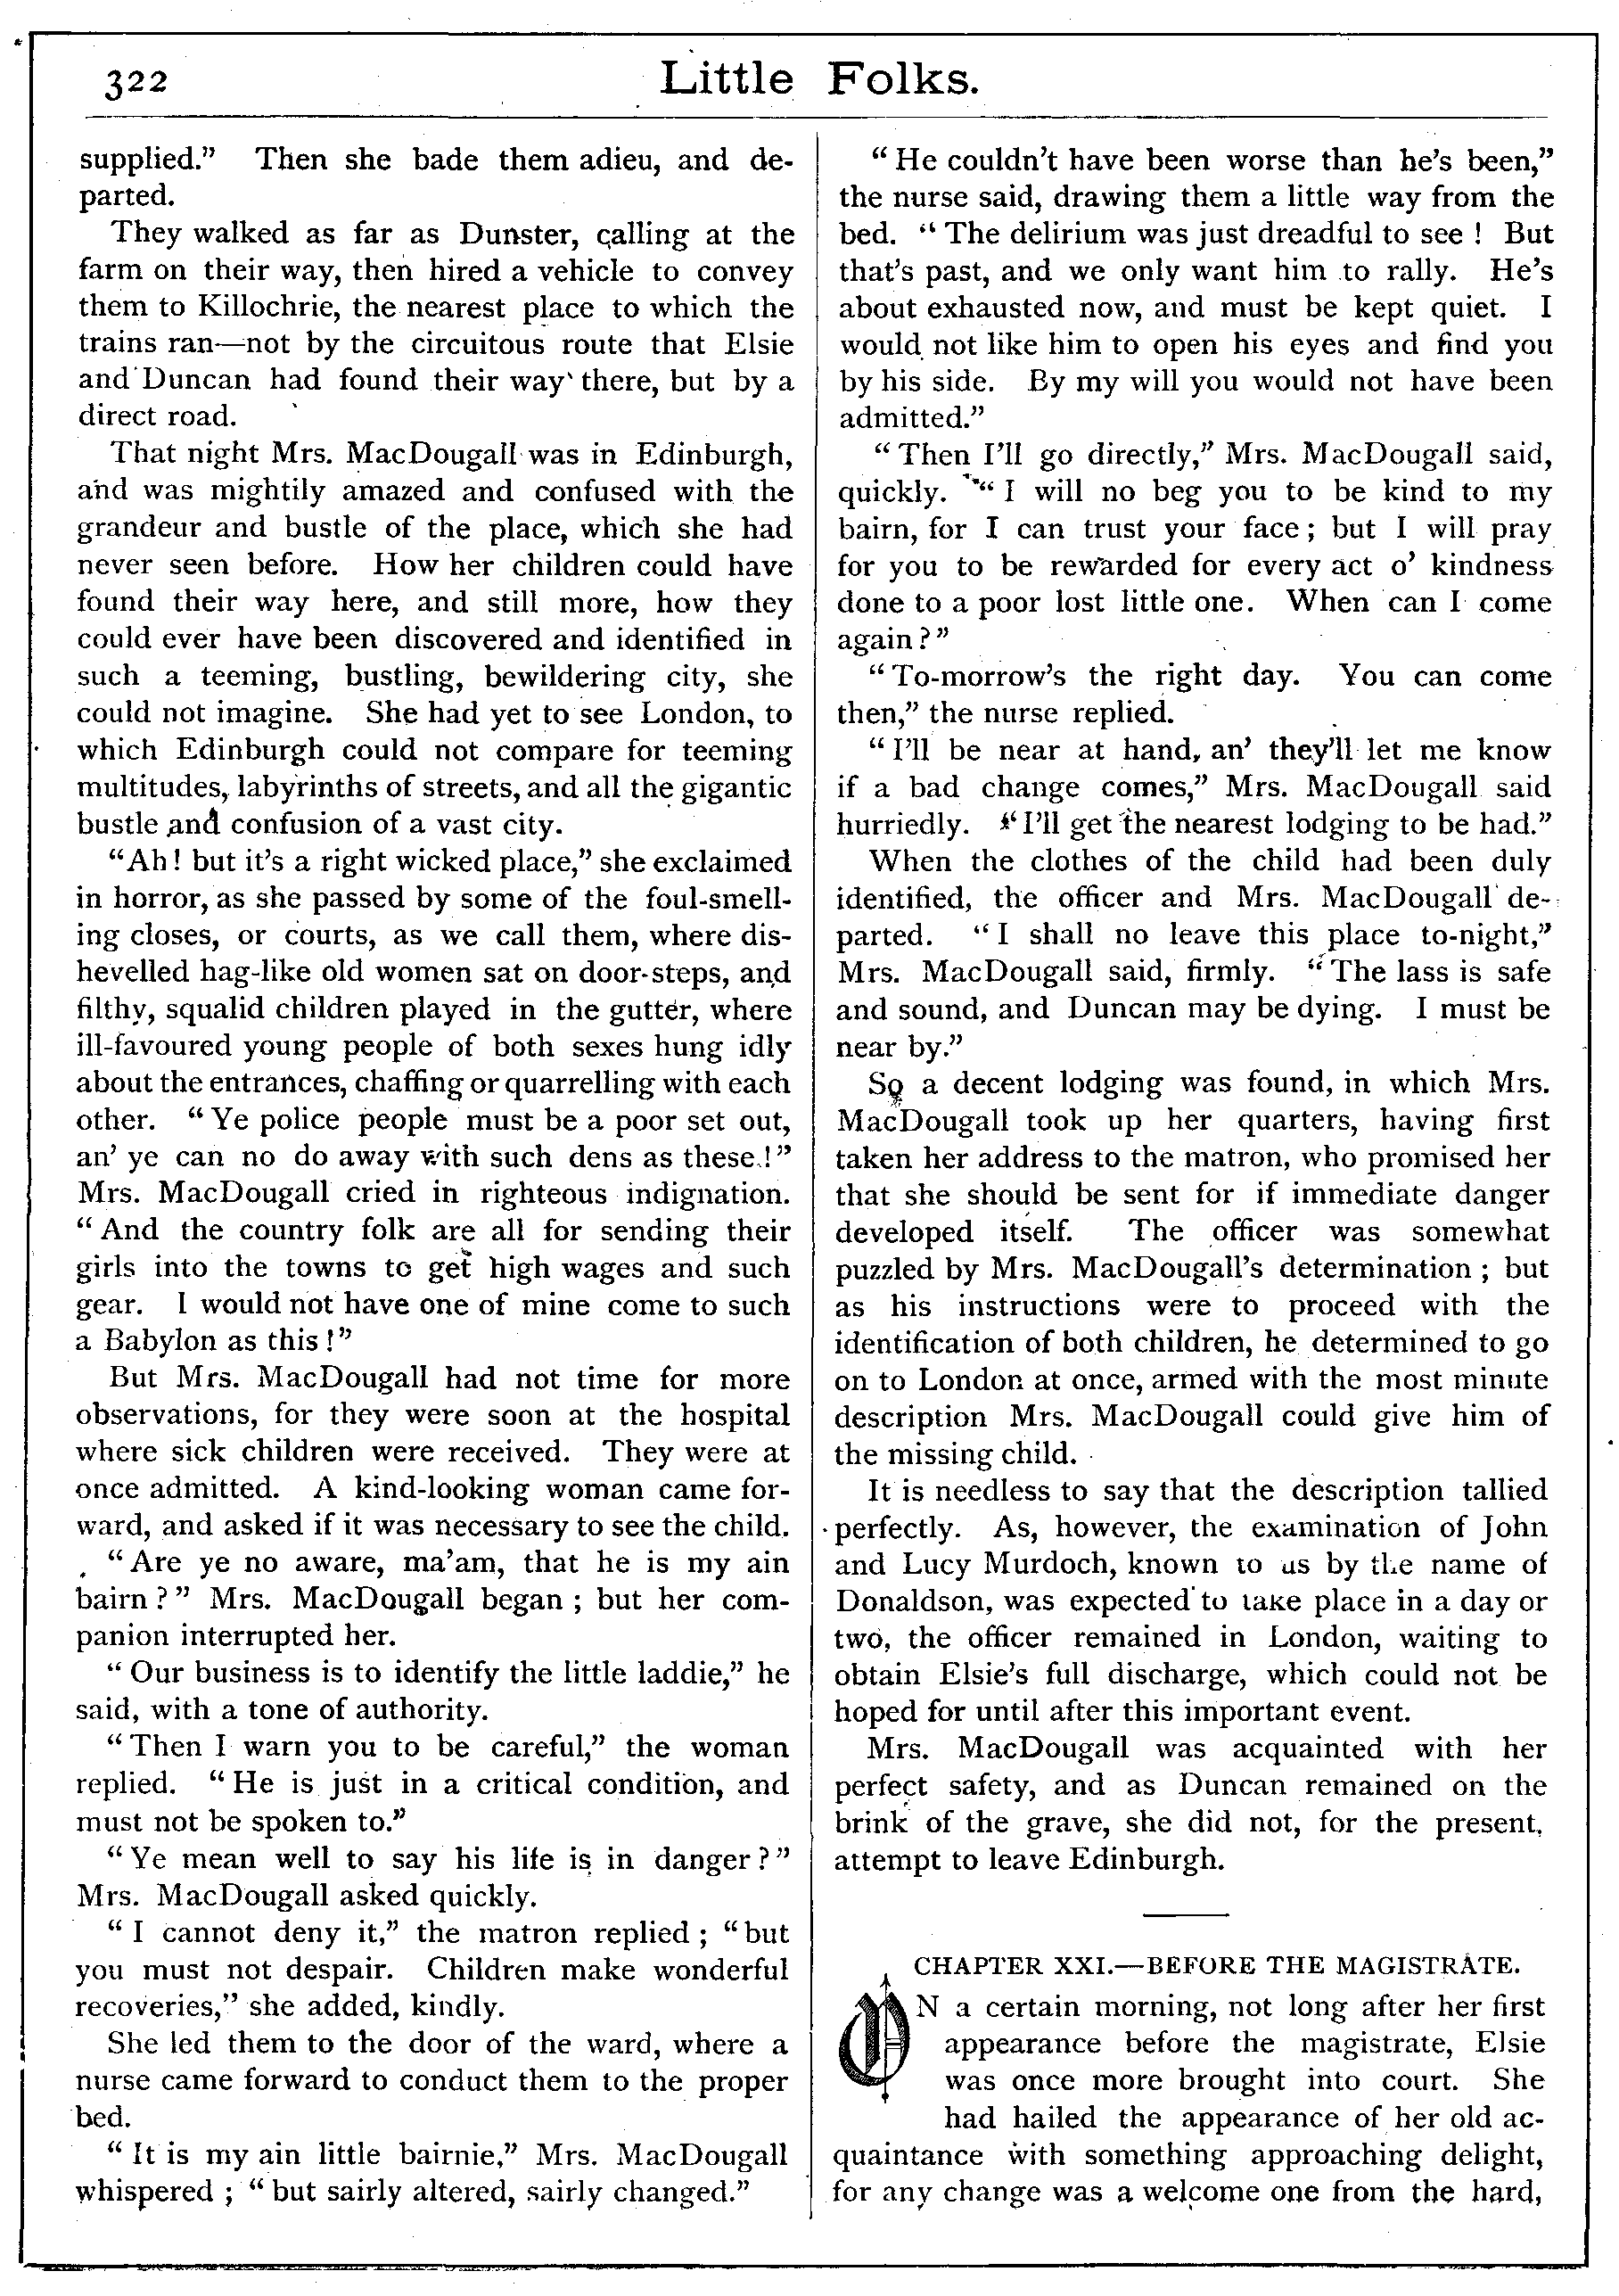 322
Little Folks.
supplied.” Then she bade them adieu, and de-
parted.
They walked as far as Dunster, calling at the
farm on their way, then hired a vehicle to convey
them to Killochrie, the nearest place to which the
trains ran—not by the circuitous route that Elsie
and Duncan had found their way there, but by a
direct road.
That night Mrs. MacDougall was in Edinburgh,
and was mightily amazed and confused with the
grandeur and bustle of the place, which she had
never seen before. How her children could have
found their way here, and still more, how they
could ever have been discovered and identified in
such a teeming, bustling, bewildering city, she
could not imagine. She had yet to see London, to
which Edinburgh could not compare for teeming
multitudes, labyrinths of streets, and all the gigantic
bustle and confusion of a vast city.
“Ah! but it’s a right wicked place,” she exclaimed
in horror, as she passed by some of the foul-smell-
ing closes, or courts, as we call them, where dis-
hevelled hag-like old women sat on door-steps, and
filthy, squalid children played in the gutter, where
ill-favoured young people of both sexes hung idly
about the entrances, chaffing or quarrelling with each
other. “Ye police people must be a poor set out,
an’ ye can no do away with such dens as these!”
Mrs. MacDougall cried in righteous indignation.
“And the country folk are all for sending their
girls into the towns to get high wages and such
gear. I would not have one of mine come to such
a Babylon as this!”
But Mrs. MacDougall had not time for more
observations, for they were soon at the hospital
where sick children were received. They were at
once admitted. A kind-looking woman came for-
ward, and asked if it was necessary to see the child.
“Are ye no aware, ma’am, that he is my ain
bairn?” Mrs. MacDougall began; but her com-
panion interrupted her.
“Our business is to identify the little laddie,” he
said, with a tone of authority.
“Then I warn you to be careful,” the woman
replied. “He is just in a critical condition, and
must not be spoken to.”
“Ye mean well to say his life is in danger?”
Mrs. MacDougall asked quickly.
“I cannot deny it,” the matron replied; “but
you must not despair. Children make wonderful
recoveries,” she added, kindly.
She led them to the door of the ward, where a
nurse came forward to conduct them to the proper
bed.
“It is my ain little bairnie,” Mrs. MacDougall
whispered; “but sairly altered, sairly changed.”
“He couldn’t have been worse than he’s been,”
the nurse said, drawing them a little way from the
bed. “The delirium was just dreadful to see! But
that’s past, and we only want him to rally. He’s
about exhausted now, and must be kept quiet. I
would not like him to open his eyes and find you
by his side. By my will you would not have been
admitted.”
“Then I’ll go directly,” Mrs. MacDougall said,
quickly. “I will no beg you to be kind to my
bairn, for I can trust your face; but I will pray
for you to be rewarded for every act o’ kindness
done to a poor lost little one. When can I come
again?”
“To-morrow’s the right day. You can come
then,” the nurse replied.
“I’ll be near at hand, an’ they’ll let me know
if a bad change comes,” Mrs. MacDougall said
hurriedly. “I’ll get the nearest lodging to be had.”
When the clothes of the child had been duly
identified, the officer and Mrs. MacDougall de-
parted. “I shall no leave this place to-night,”
Mrs. MacDougall said, firmly. “The lass is safe
and sound, and Duncan may be dying. I must be
near by.”
So a decent lodging was found, in which Mrs.
MacDougall took up her quarters, having first
taken her address to the matron, who promised her
that she should be sent for if immediate danger
developed itself. The officer was somewhat
puzzled by Mrs. MacDougall’s determination; but
as his instructions were to proceed with the
identification of both children, he determined to go
on to London at once, armed with the most minute
description Mrs. MacDougall could give him of
the missing child.
It is needless to say that the description tallied
perfectly. As, however, the examination of John
and Lucy Murdoch, known to us by the name of
Donaldson, was expected to take place in a day or
two, the officer remained in London, waiting to
obtain Elsie’s full discharge, which could not be
hoped for until after this important event.
Mrs. MacDougall was acquainted with her
perfect safety, and as Duncan remained on the
brink of the grave, she did not, for the present,
attempt to leave Edinburgh.
CHAPTER XXI.—BEFORE THE MAGISTRATE.
ON a certain morning, not long after her first
appearance before the magistrate, Elsie
was once more brought into court. She
had hailed the appearance of her old ac-
quaintance with something approaching delight,
for any change was a welcome one from the hard,